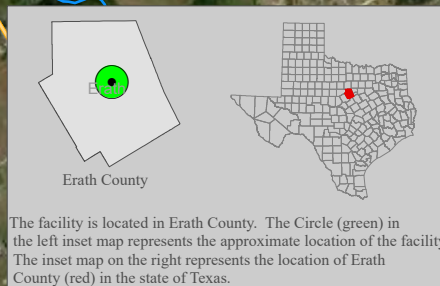 Erath
Erath County
The facility is located in Erath County. The Circle (green) in
the left inset map represents the approximate location of the facility
The inset map on the right represents the location of Erath
County (red) in the state of Texas.